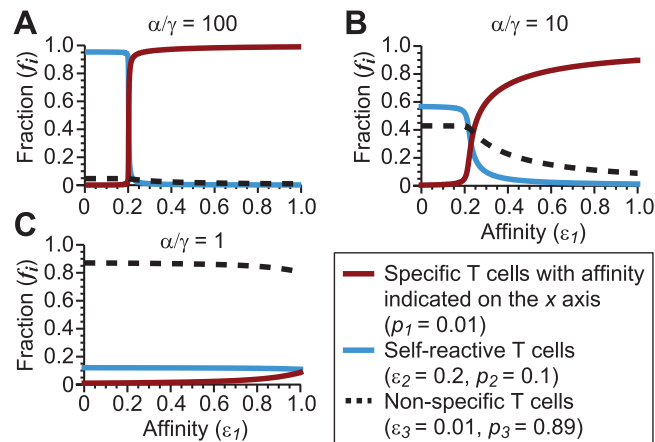 A
α/γ = 100
Fraction (fi)
1.0
0.8
0.6
0.4
0.2
0
0 0.2 0.4 0.6 0.8 1.0
B
α/γ = 10
Fraction (fi)
1.0
0.8
0.6
0.4
0.2
0
0 0.2 0.4 0.6 0.8 1.0
Affinity (ε1)
C
α/γ = 1
Fraction (fi)
1.0
0.8
0.6
0.4
0.2
0
0 0.2 0.4 0.6 0.8 1.0
Affinity (ε1)
Specific T cells with affinity
indicated on the x axis
(p1 = 0.01)
Self-reactive T cells
(ε2 = 0.2, p2 = 0.1)
Non-specific T cells
(ε3 = 0.01, p3 = 0.89)